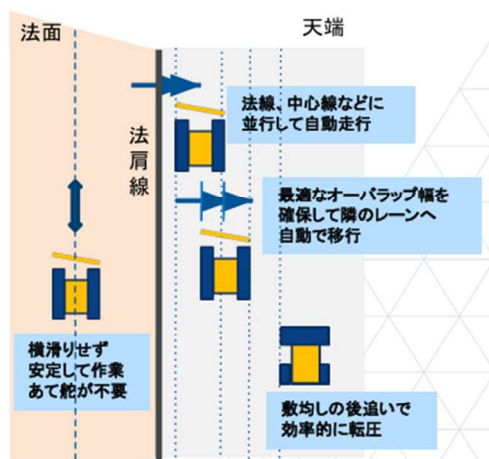 法面
天端
法肩線
法線、中心線などに
並行して自動走行
最適なオーバラップ幅を
確保して隣のレーンへ
自動で移行
横滑りせず
安定して作業
あて舵が不要
敷均しの後追いで
効率的に転圧